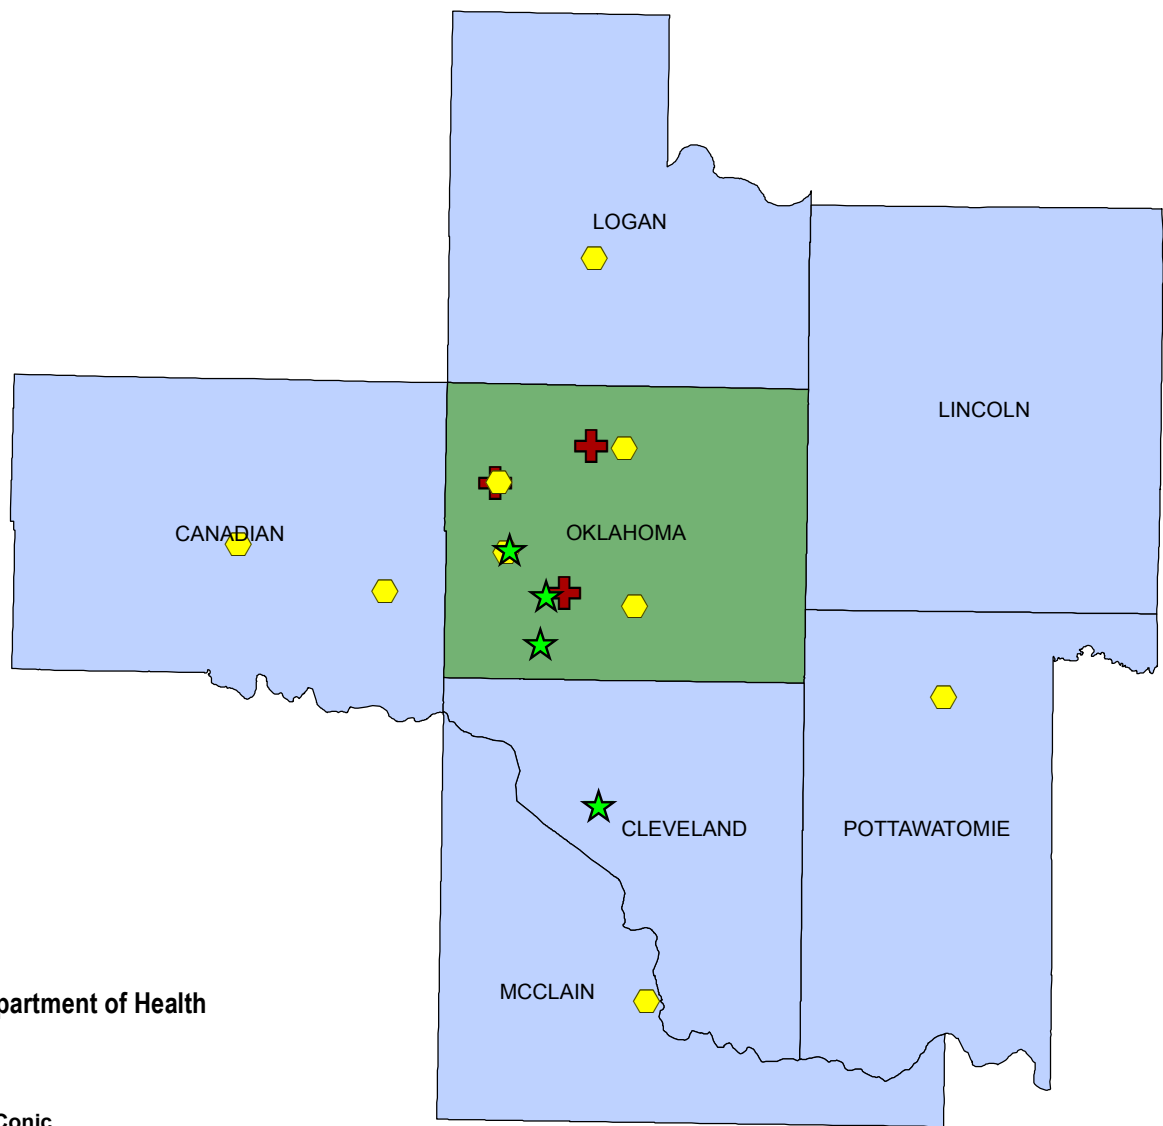 LOGAN
LINCOLN
CANADIAN
OKLAHOMA
CLEVELAND
POTTAWATOMIE
MCCLAIN
partment of Health
Conic